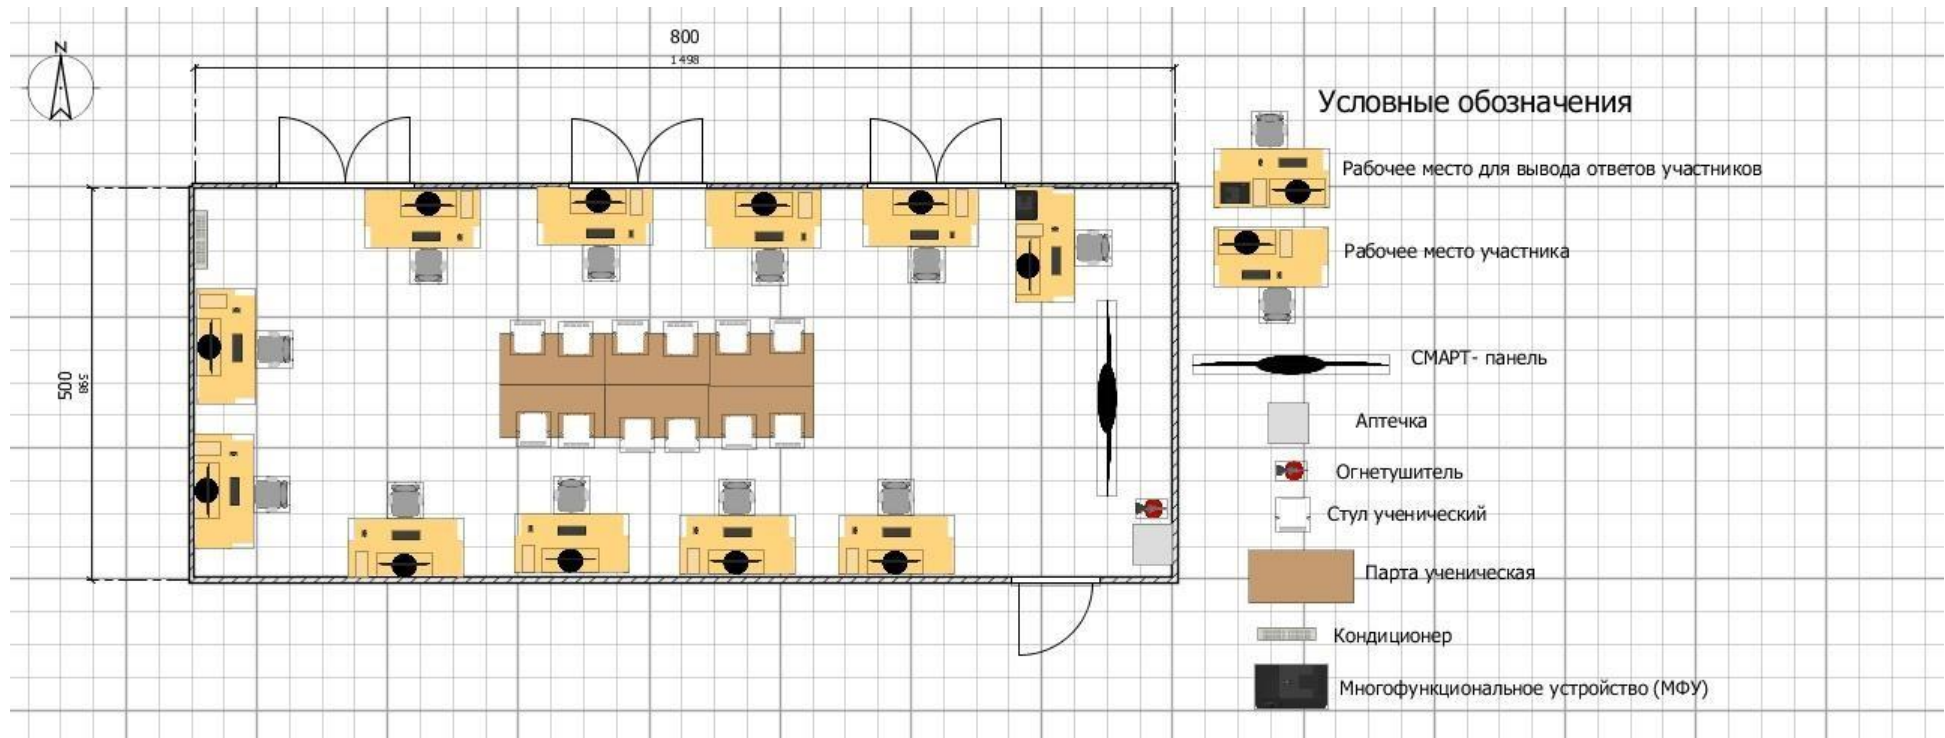 N
800
1 498
500
598
Условные обозначения
Рабочее место для вывода ответов участников
Рабочее место участника
СМАРТ- панель
Аптечка
Огнетушитель
Стул ученический
Парта ученическая
Кондиционер
Многофункциональное устройство (МФУ)